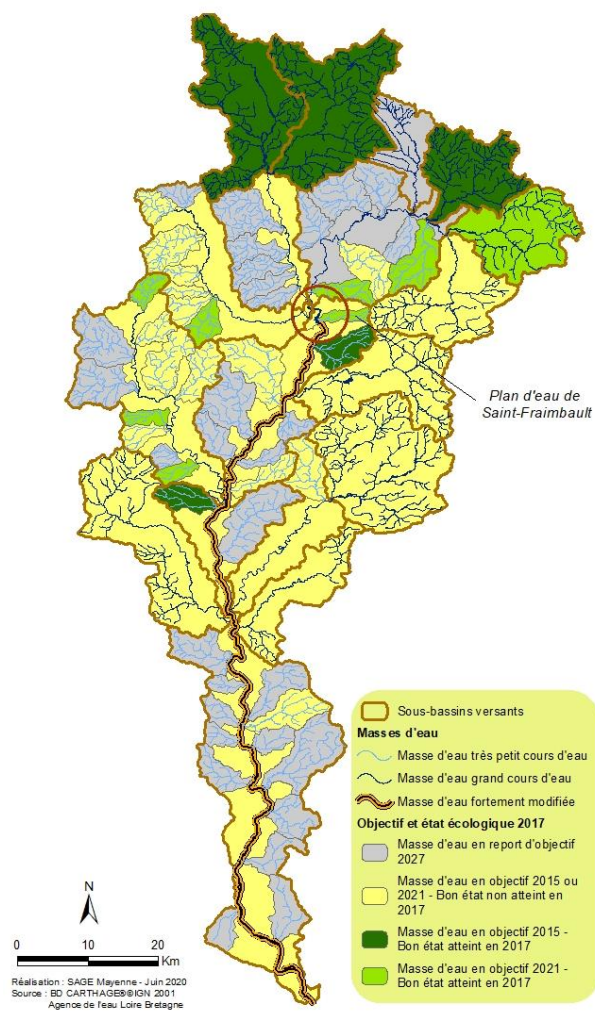 Plan d'eau de
Saint-Fraimbault
Sous-bassins versants
Masses d'eau
Masse d'eau très petit cours d'eau
Masse d'eau grand cours d'eau
Masse d'eau fortement modifiée
Objectif et état écologique 2017
Masse d'eau en report d'objectif
2027
Masse d'eau en objectif 2015 ou
2021 - Bon état non atteint en
2017
Masse d'eau en objectif 2015 -
Bon état atteint en 2017
Masse d'eau en objectif 2021 -
Bon état atteint en 2017
N
0 10 20
Km
Réalisation : SAGE Mayenne - Juin 2020
Source : BD CARTHAGE®®IGN 2001
Agence de l'eau Loire Bretagne